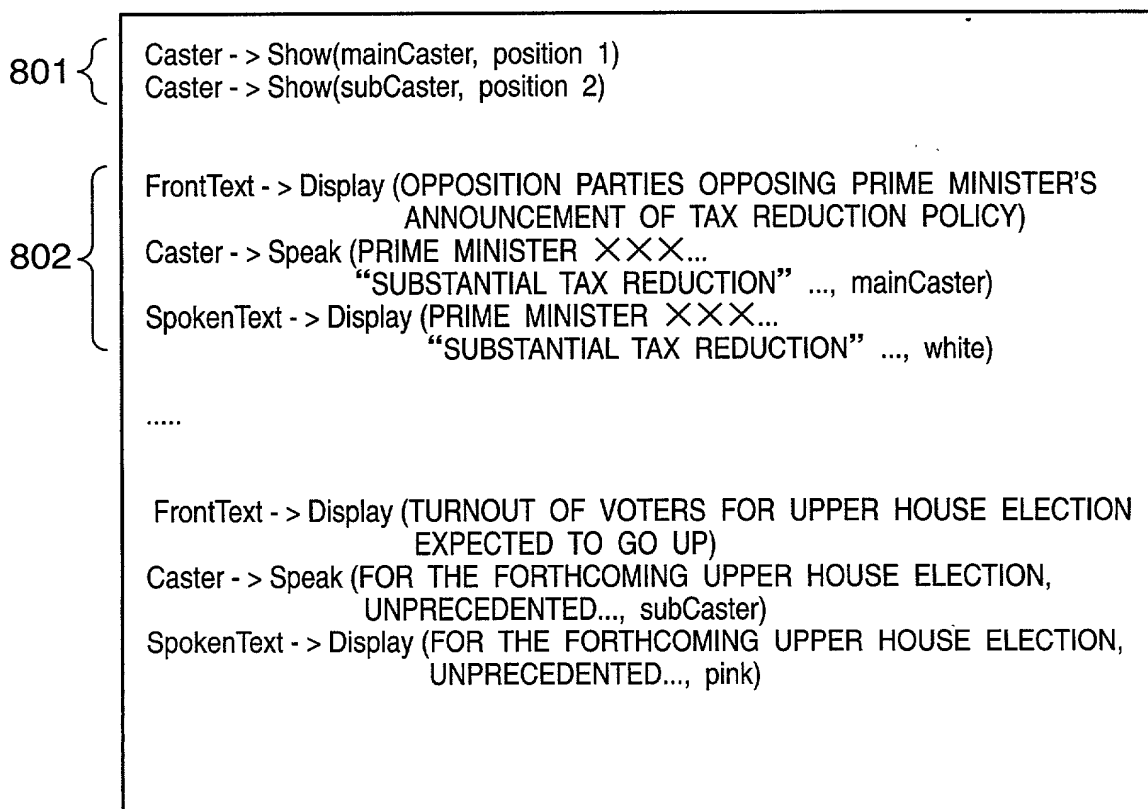 801 { Caster - > Show(mainCaster, position 1)
Caster - > Show(subCaster, position 2)
FrontText - > Display (OPPOSITION PARTIES OPPOSING PRIME MINISTER'S
ANNOUNCEMENT OF TAX REDUCTION POLICY)
802 { Caster - > Speak (PRIME MINISTER ✕✕✕...
“SUBSTANTIAL TAX REDUCTION” ..., mainCaster)
SpokenText - > Display (PRIME MINISTER ✕✕✕...
“SUBSTANTIAL TAX REDUCTION” ..., white)
.....
FrontText - > Display (TURNOUT OF VOTERS FOR UPPER HOUSE ELECTION
EXPECTED TO GO UP)
Caster - > Speak (FOR THE FORTHCOMING UPPER HOUSE ELECTION,
UNPRECEDENTED..., subCaster)
SpokenText - > Display (FOR THE FORTHCOMING UPPER HOUSE ELECTION,
UNPRECEDENTED..., pink)